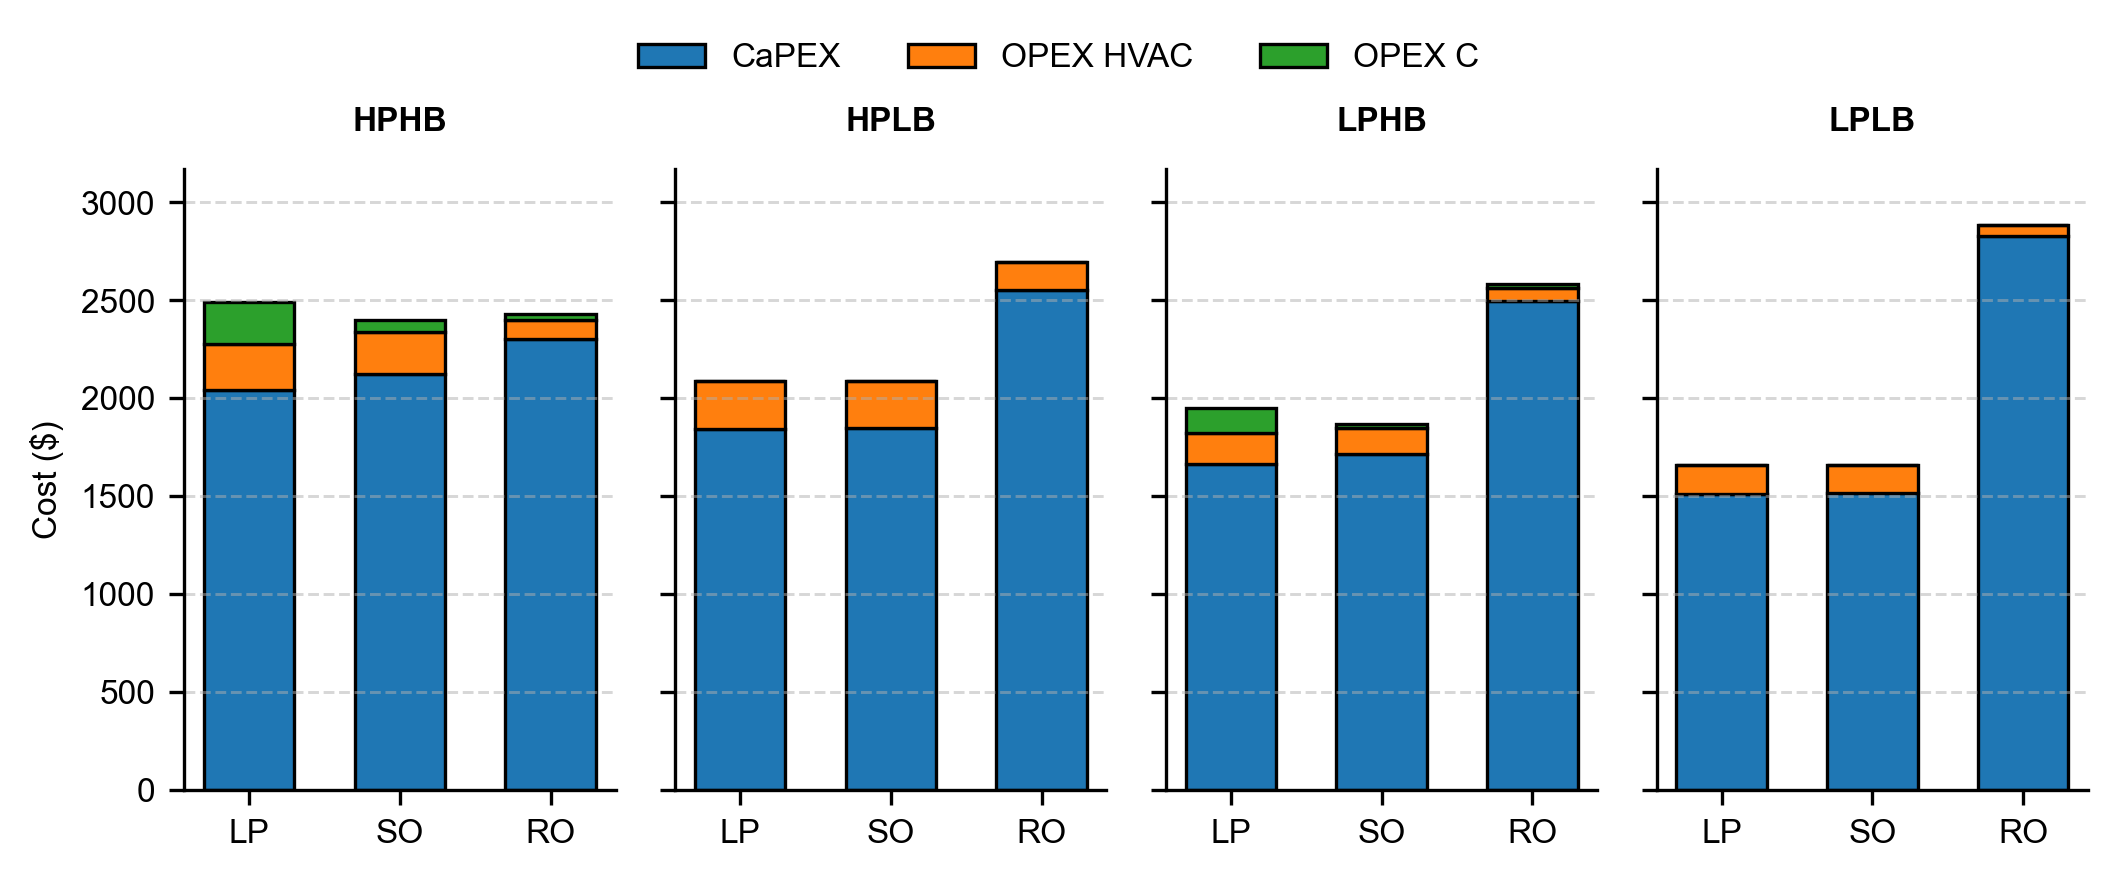 CaPEX OPEX HVAC OPEX C
HPHB HPLB LPHB LPLB
3000
2500
2000
1500
1000
500
0
Cost ($)
LP SO RO LP SO RO LP SO RO LP SO RO